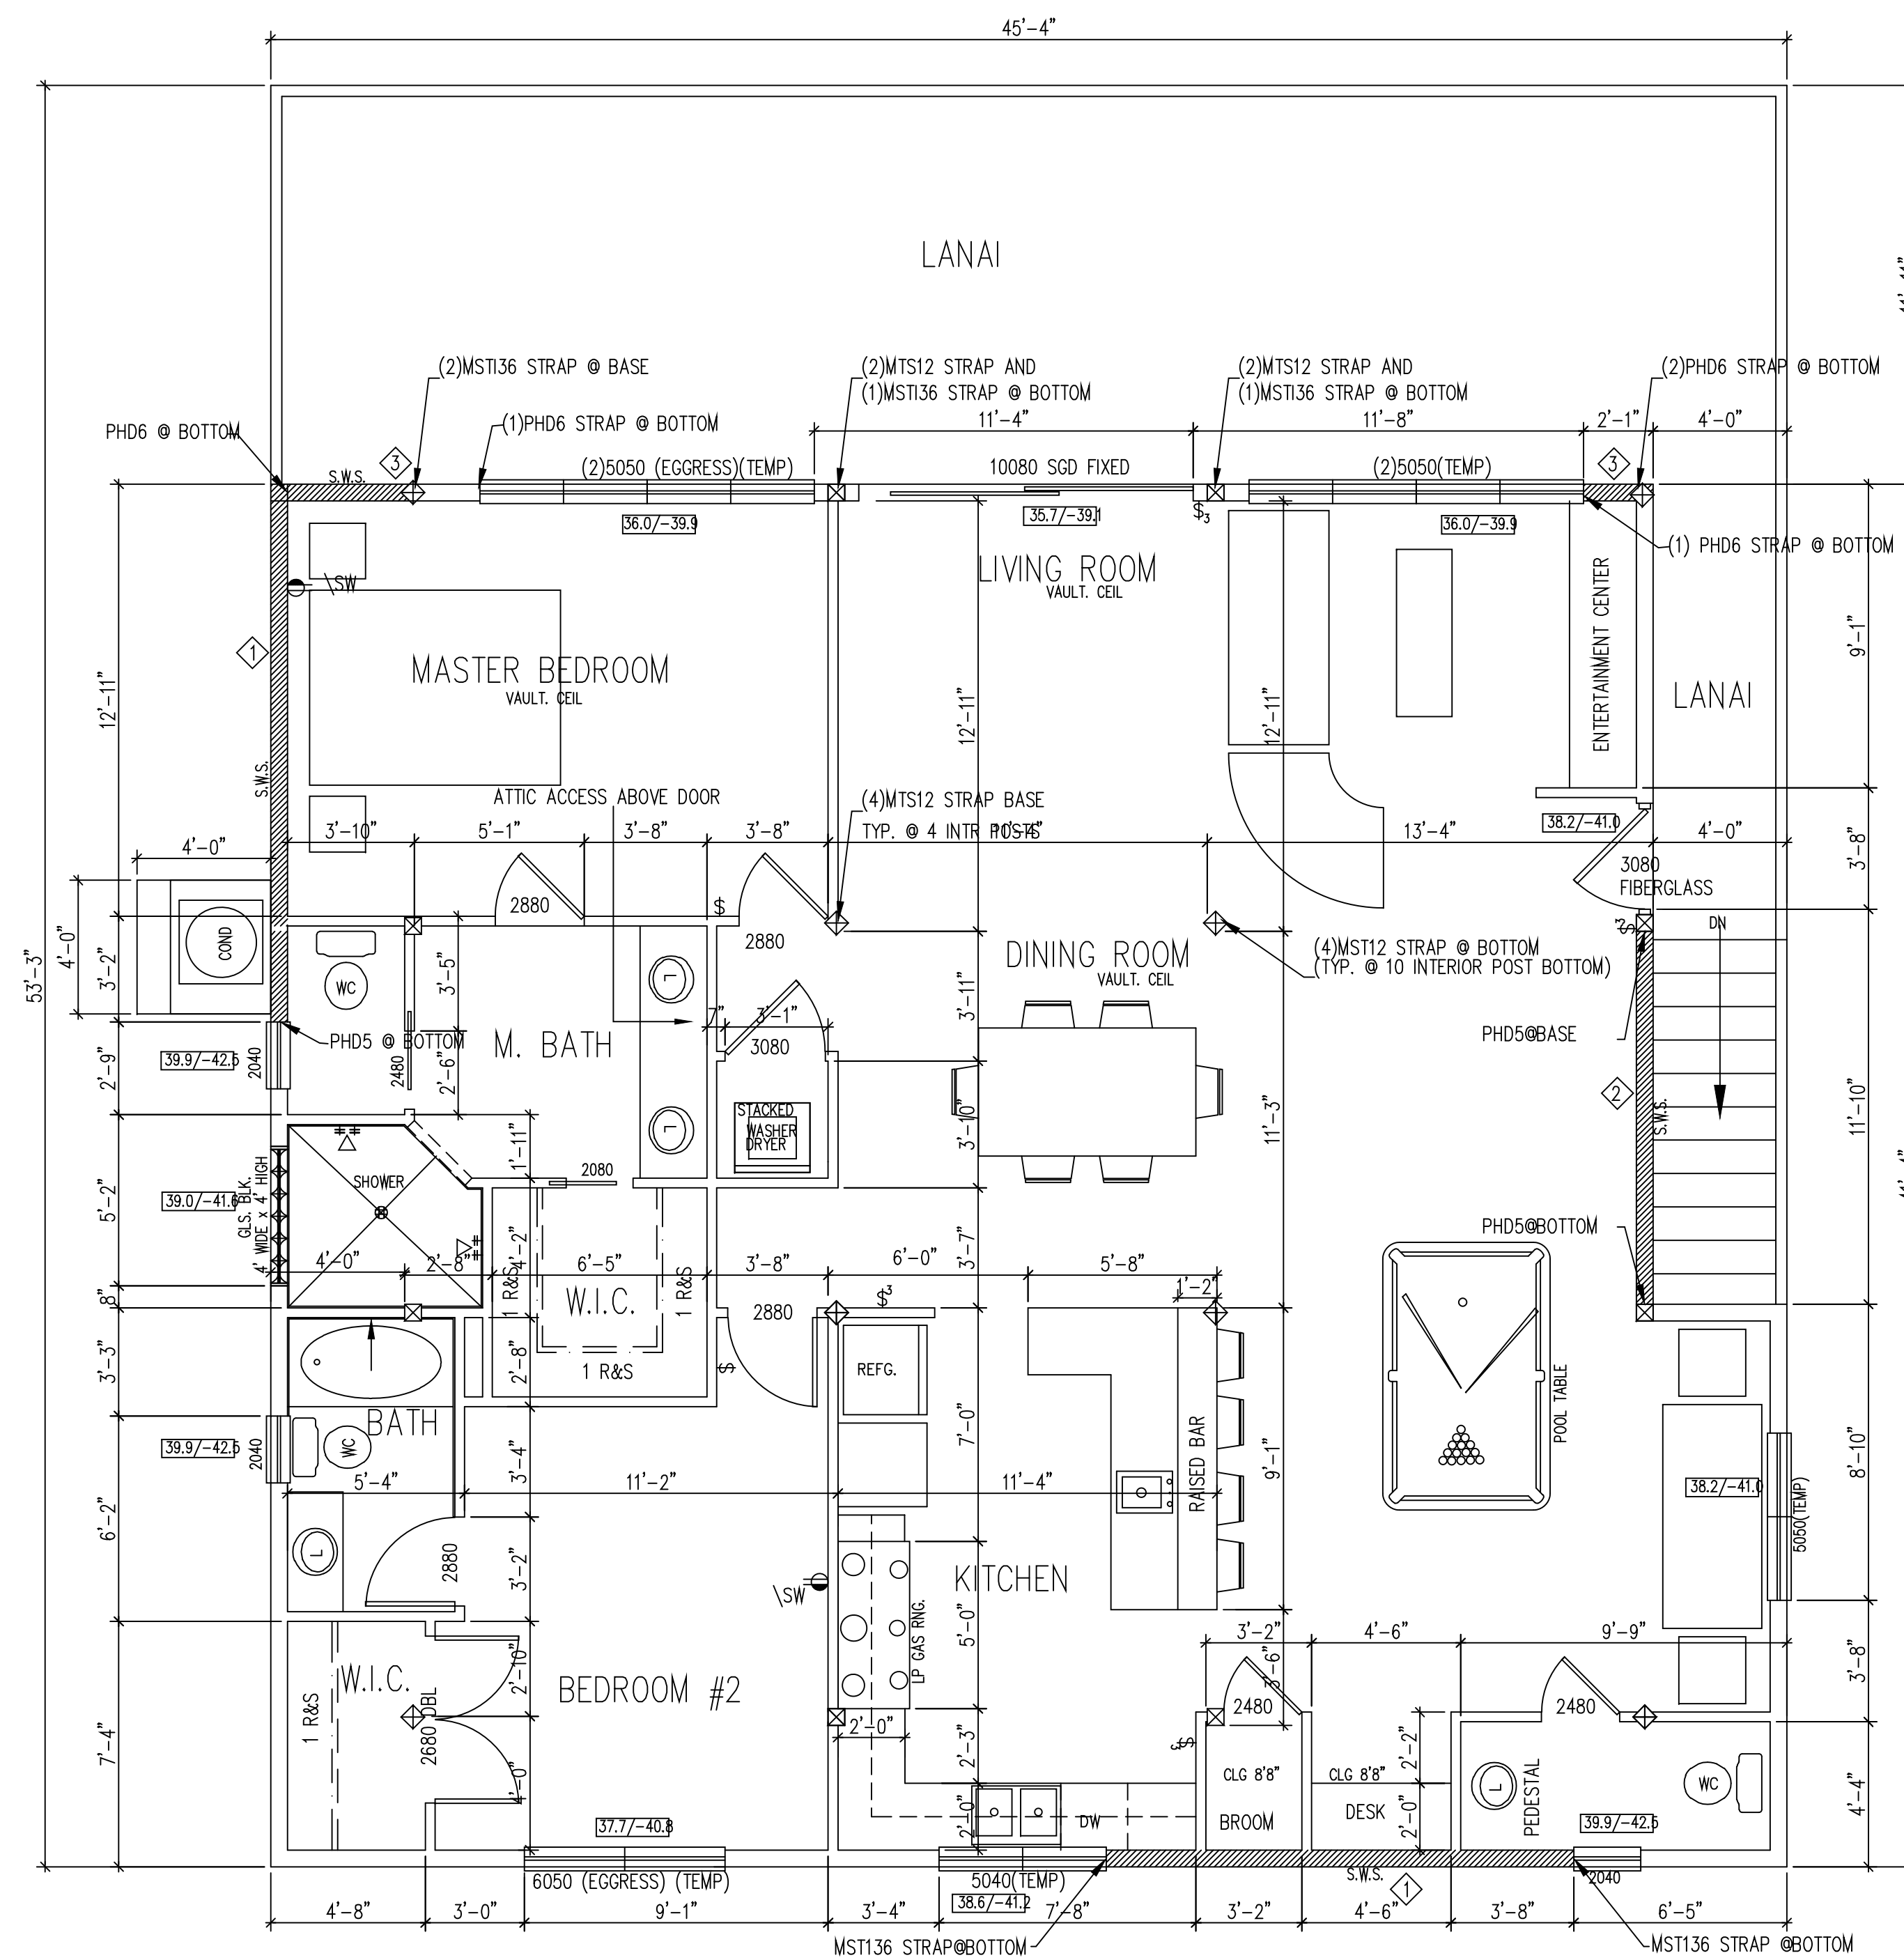 45'-4"
LANAI
(2)MSTI36 STRAP @ BASE
(2)MTS12 STRAP AND
(1)MSTI36 STRAP @ BOTTOM
(2)MTS12 STRAP AND
(1)MSTI36 STRAP @ BOTTOM
(2)PHD6 STRAP @ BOTTOM
PHD6 @ BOTTOM
(1)PHD6 STRAP @ BOTTOM
11'-4"
11'-8"
2'-1"
4'-0"
S.W.S.
3
(2)5050 (EGGRESS)(TEMP)
10080 SGD FIXED
(2)5050(TEMP)
3
36.0/-39.9
35.7/-39.1
$3
36.0/-39.9
(1) PHD6 STRAP @ BOTTOM
\SW
LIVING ROOM
VAULT. CEIL
ENTERTAINMENT CENTER
1
MASTER BEDROOM
VAULT. CEIL
12'-11"
12'-11"
12'-11"
9'-1"
LANAI
S.W.S.
ATTIC ACCESS ABOVE DOOR
(4)MTS12 STRAP BASE
TYP. @ 4 INTR POSTS
3'-10"
5'-1"
3'-8"
3'-8"
10'-4"
13'-4"
38.2/-41.0
4'-0"
4'-0"
3080
FIBERGLASS
3'-8"
2880
$
2880
$3
DN
53'-3"
4'-0"
3'-2"
COND
WC
3'-5"
L
DINING ROOM
VAULT. CEIL
(4)MST12 STRAP @ BOTTOM
(TYP. @ 10 INTERIOR POST BOTTOM)
3'-11"
7"
3'-1"
3080
PHD5 @ BOTTOM
M. BATH
PHD5@BASE
39.9/-42.5
2040
2'-9"
2480
2'-6"
STACKED
WASHER
DRYER
L
3'-10"
11'-3"
2
S.W.S.
11'-10"
1'-11"
2080
SHOWER
39.0/-41.6
GLS. BLK.
4' WIDE x 4' HIGH
5'-2"
PHD5@BOTTOM
4'-0"
2'-8"
4'-2"
6'-5"
3'-8"
6'-0"
3'-7"
5'-8"
1'-2"
1 R&S
W.I.C.
1 R&S
8"
2880
$3
3'-3"
2'-8"
1 R&S
$
REFG.
BATH
WC
39.9/-42.5
2040
3'-4"
7'-0"
RAISED BAR
9'-1"
POOL TABLE
8'-10"
38.2/-41.0
5050(TEMP)
5'-4"
11'-2"
11'-4"
6'-2"
L
2880
3'-2"
\SW
KITCHEN
LP GAS RNG.
5'-0"
3'-2"
4'-6"
9'-9"
3'-6"
3'-8"
W.I.C.
1 R&S
2680 DBL
2'-10"
BEDROOM #2
2480
2480
7'-4"
2'-0"
2'-3"
$3
2'-2"
4'-0"
CLG 8'8"
CLG 8'8"
L
PEDESTAL
WC
4'-4"
37.7/-40.8
2'-0"
DW
BROOM
DESK
2'-0"
39.9/-42.5
6050 (EGGRESS) (TEMP)
5040(TEMP)
S.W.S.
1
2040
38.6/-41.2
4'-8"
3'-0"
9'-1"
3'-4"
7'-8"
3'-2"
4'-6"
3'-8"
6'-5"
MST136 STRAP@BOTTOM
MST136 STRAP @BOTTOM